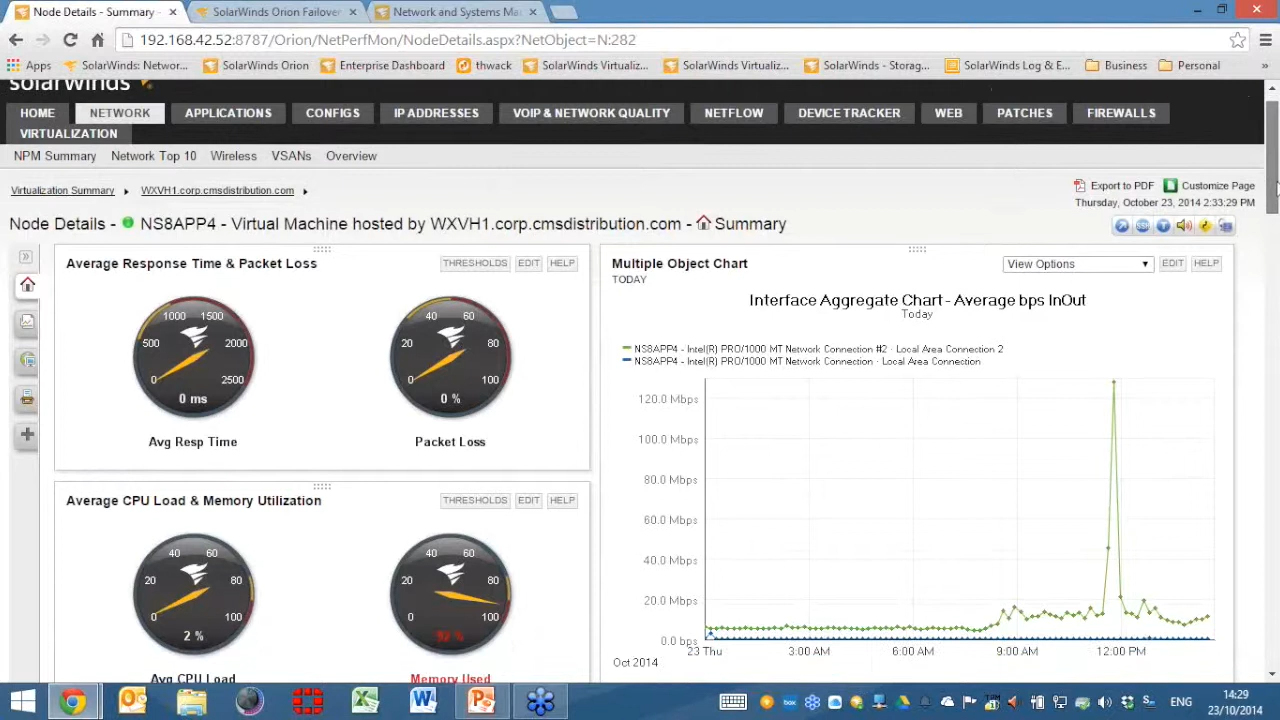 Node Details - Summary -
SolarWinds Orion Failover
Network and Systems Ma
192.168.42.52:8787/Orion/NetPerfMon/NodeDetails.aspx?NetObject=N:282
Apps
SolarWinds: Networ...
SolarWinds Orion
Enterprise Dashboard
thwack
SolarWinds Virtualiz...
SolarWinds Virtualiz...
SolarWinds - Storag...
SolarWinds Log & E...
Business
Personal
»
solarwinds
HOME NETWORK APPLICATIONS CONFIGS IP ADDRESSES VOIP & NETWORK QUALITY NETFLOW DEVICE TRACKER WEB PATCHES FIREWALLS
VIRTUALIZATION
NPM Summary Network Top 10 Wireless VSANs Overview
Virtualization Summary WXVH1.corp.cmsdistribution.com
Export to PDF Customize Page
Thursday, October 23, 2014 2:33:29 PM
Node Details - NS8APP4 - Virtual Machine hosted by WXVH1.corp.cmsdistribution.com - Summary
Average Response Time & Packet Loss THRESHOLDS EDIT HELP
1000 1500
500 2000
0 2500
0 ms
Avg Resp Time
40 60
20 80
0 100
0 %
Packet Loss
Average CPU Load & Memory Utilization THRESHOLDS EDIT HELP
40 60
20 80
0 100
2 %
Avg CPU Load
40 60
20 80
0 100
Memory Used
Multiple Object Chart View Options EDIT HELP
TODAY
Interface Aggregate Chart - Average bps InOut
Today
NS8APP4 - Intel(R) PRO/1000 MT Network Connection #2 - Local Area Connection 2
NS8APP4 - Intel(R) PRO/1000 MT Network Connection - Local Area Connection
120.0 Mbps
100.0 Mbps
80.0 Mbps
60.0 Mbps
40.0 Mbps
20.0 Mbps
0.0 bps
23 Thu 3:00 AM 6:00 AM 9:00 AM 12:00 PM
Oct 2014
ENG
14:29
23/10/2014